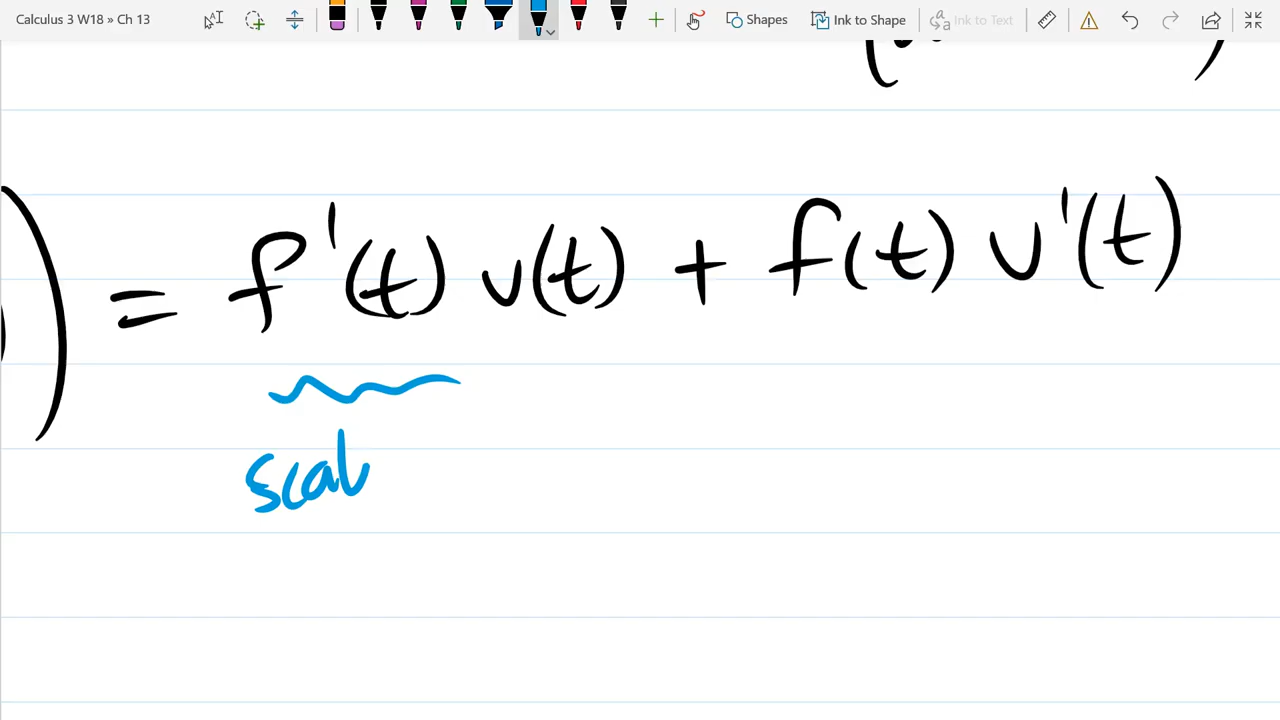 Calculus 3 W18 » Ch 13
Shapes
Ink to Shape
Ink to Text
) = f'(t) v(t) + f(t) v'(t)
scal